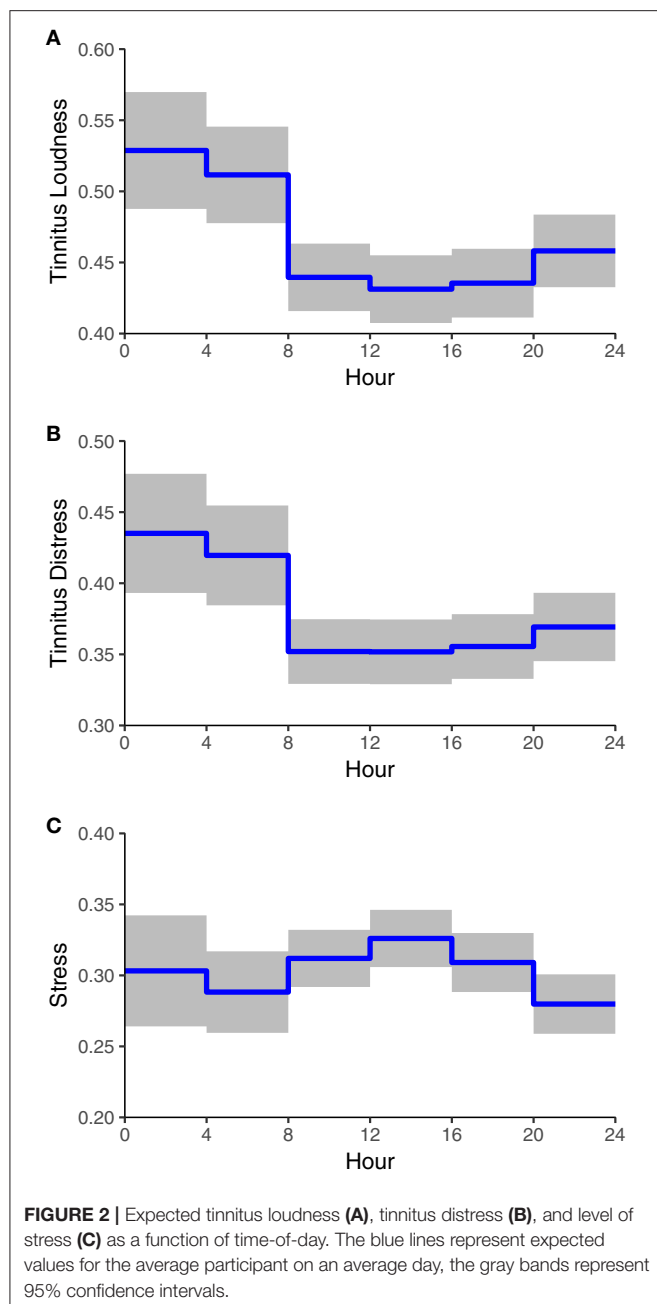 A
0.60
0.55
0.50
0.45
0.40
Tinnitus Loudness
0 4 8 12 16 20 24
Hour
B
0.50
0.45
0.40
0.35
0.30
Tinnitus Distress
0 4 8 12 16 20 24
Hour
C
0.40
0.35
0.30
0.25
0.20
Stress
0 4 8 12 16 20 24
Hour
FIGURE 2 | Expected tinnitus loudness (A), tinnitus distress (B), and level of
stress (C) as a function of time-of-day. The blue lines represent expected
values for the average participant on an average day, the gray bands represent
95% confidence intervals.